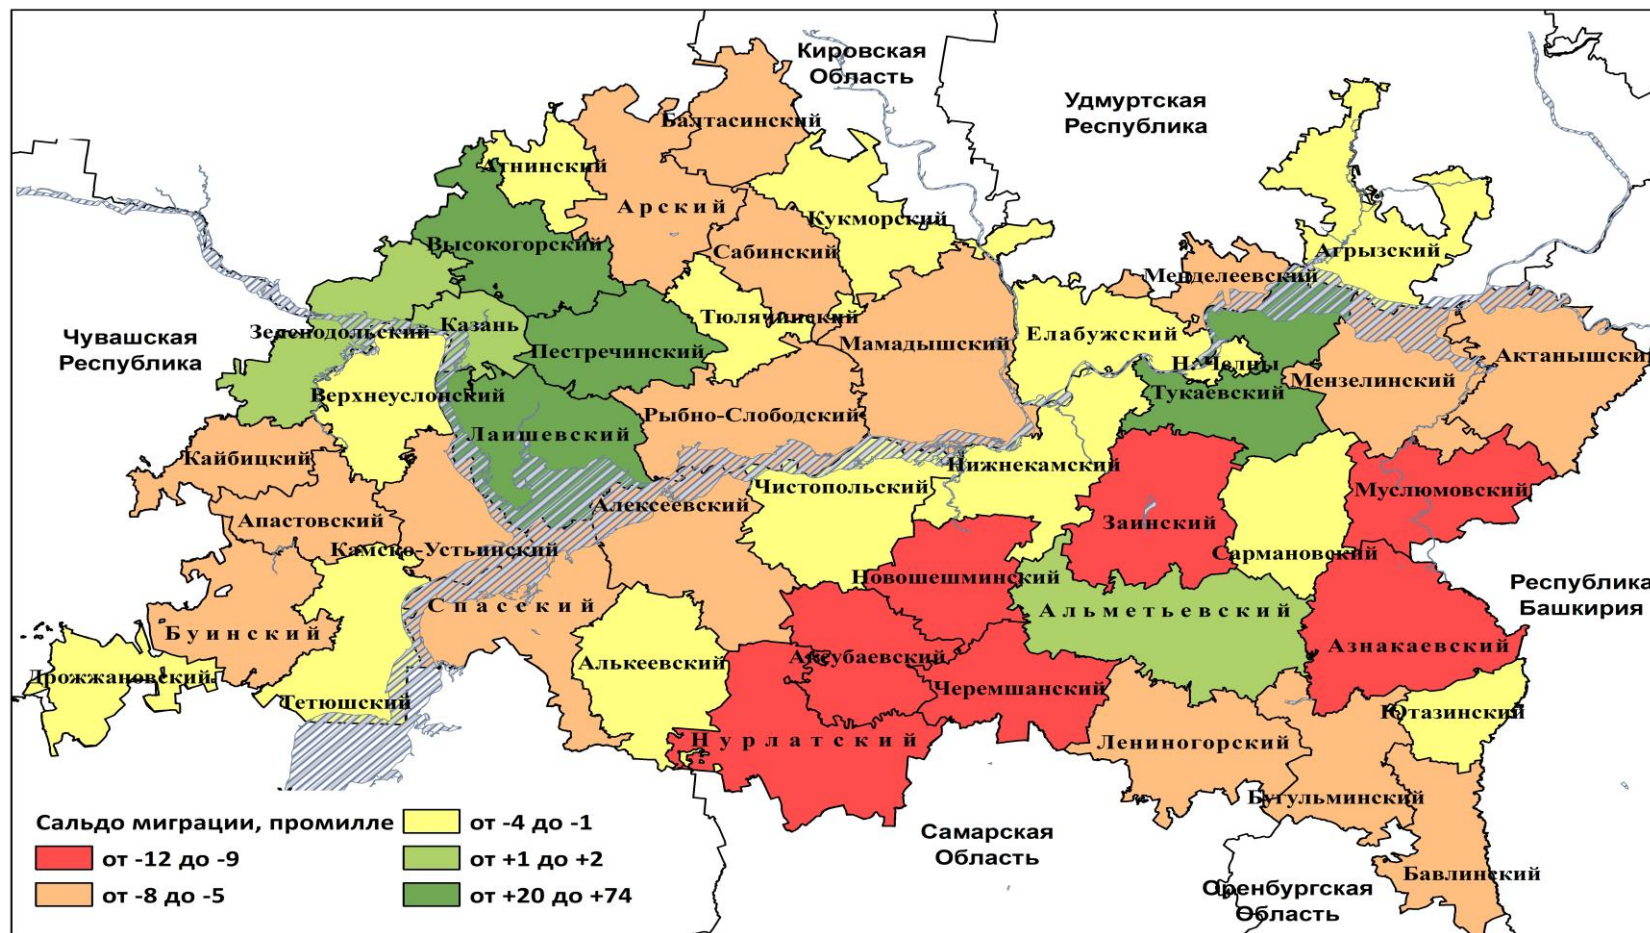 Кировская
Область
Удмуртская
Республика
Балтасинский
Атнинский
Арский
Кукморский
Высокогорский
Сабинский
Агрызский
Менделеевский
Чувашская
Республика
Зеленодольский
Казань
Тюлячинский
Елабужский
Пестречинский
Мамадышский
Актанышский
Н. Челны
Мензелинский
Верхнеуслонский
Тукаевский
Рыбно-Слободский
Лаишевский
Кайбицкий
Нижнекамский
Чистопольский
Муслюмовский
Алексеевский
Апастовский
Заинский
Камско-Устьинский
Сармановский
Новошешминский
Республика
Башкирия
Спасский
Альметьевский
Буинский
Азнакаевский
Алькеевский
Аксубаевский
Дрожжановский
Черемшанский
Тетюшский
Ютазинский
Нурлатский
Лениногорский
Бугульминский
Самарская
Область
Бавлинский
Оренбургская
Область
Сальдо миграции, промилле
от -12 до -9
от -8 до -5
от -4 до -1
от +1 до +2
от +20 до +74